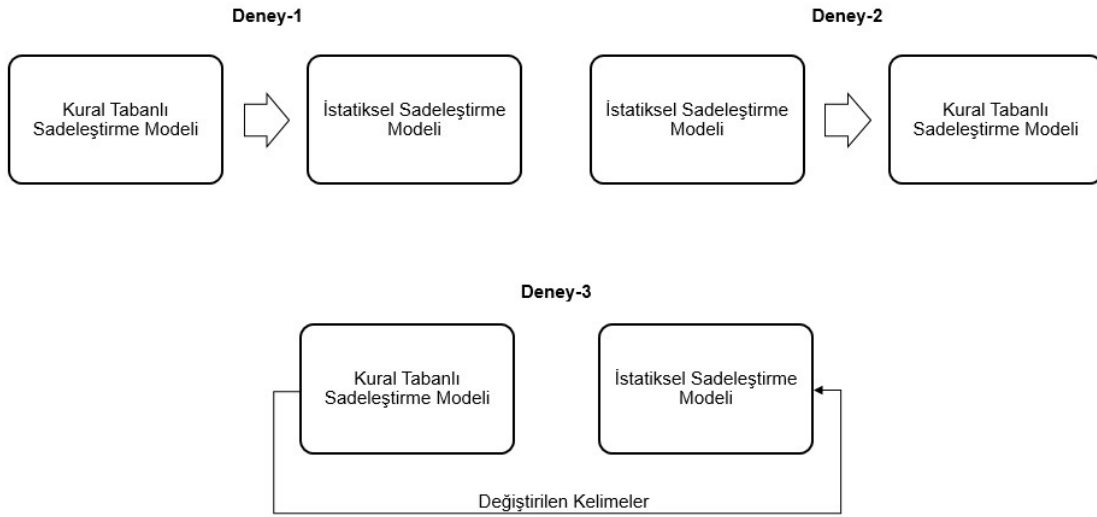 Deney-1
Kural Tabanlı
Sadeleştirme Modeli
İstatiksel Sadeleştirme
Modeli
Deney-2
İstatiksel Sadeleştirme
Modeli
Kural Tabanlı
Sadeleştirme Modeli
Deney-3
Kural Tabanlı
Sadeleştirme Modeli
İstatiksel Sadeleştirme
Modeli
Değiştirilen Kelimeler